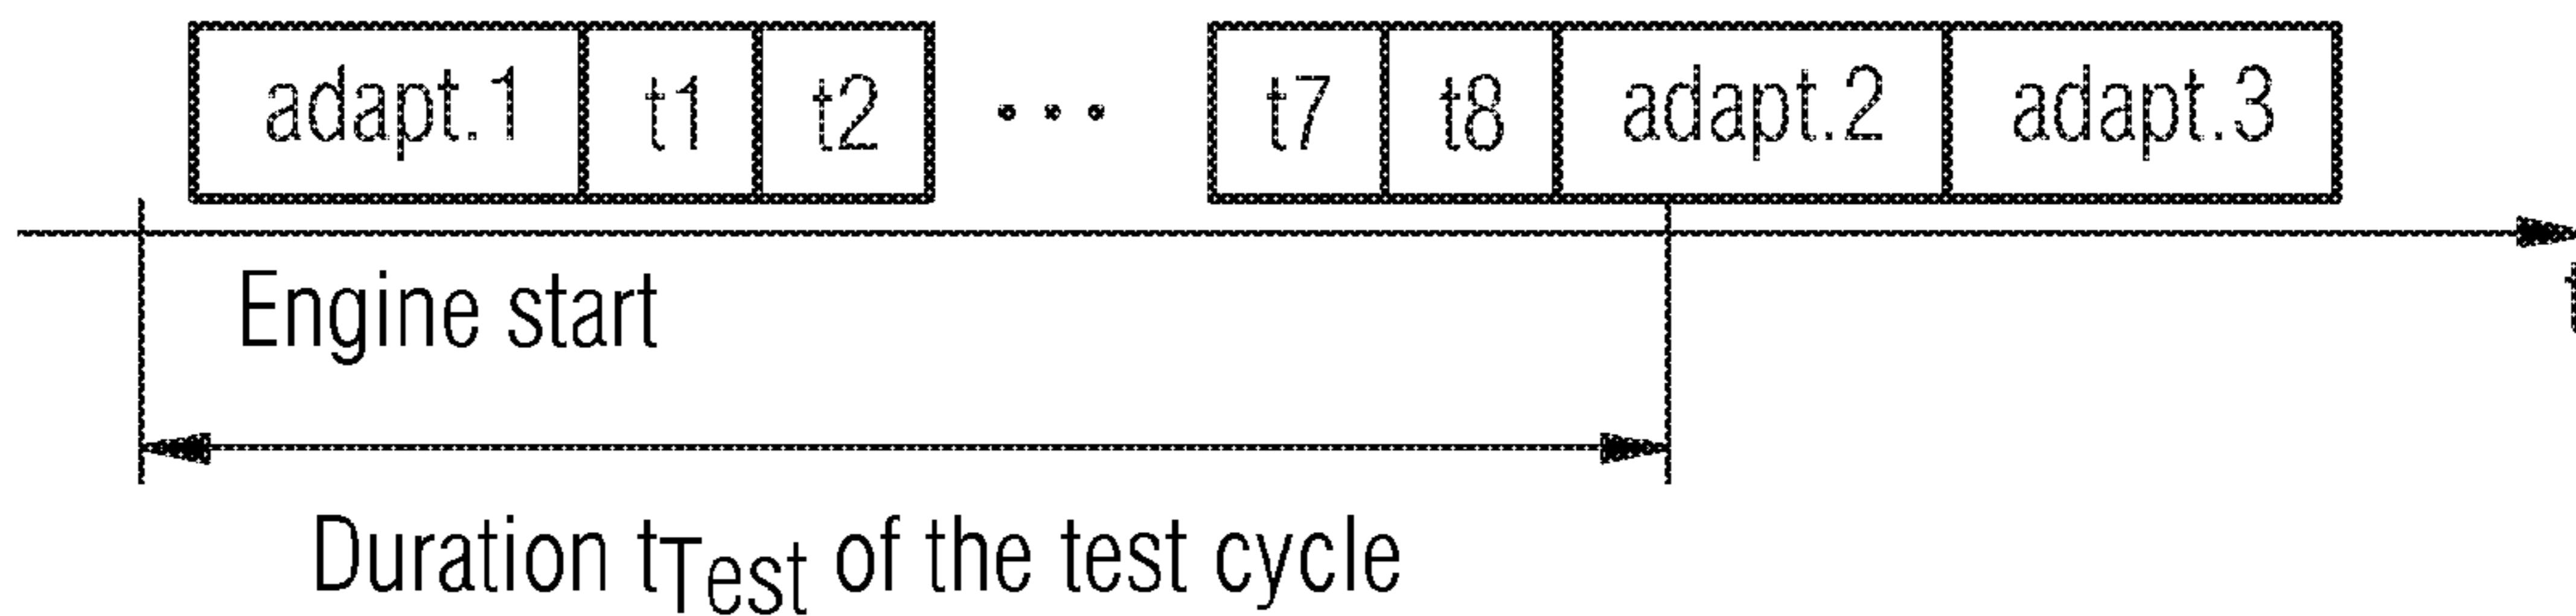 adapt.1 t1 t2 ... t7 t8 adapt.2 adapt.3
t
Engine start
Duration tTest of the test cycle